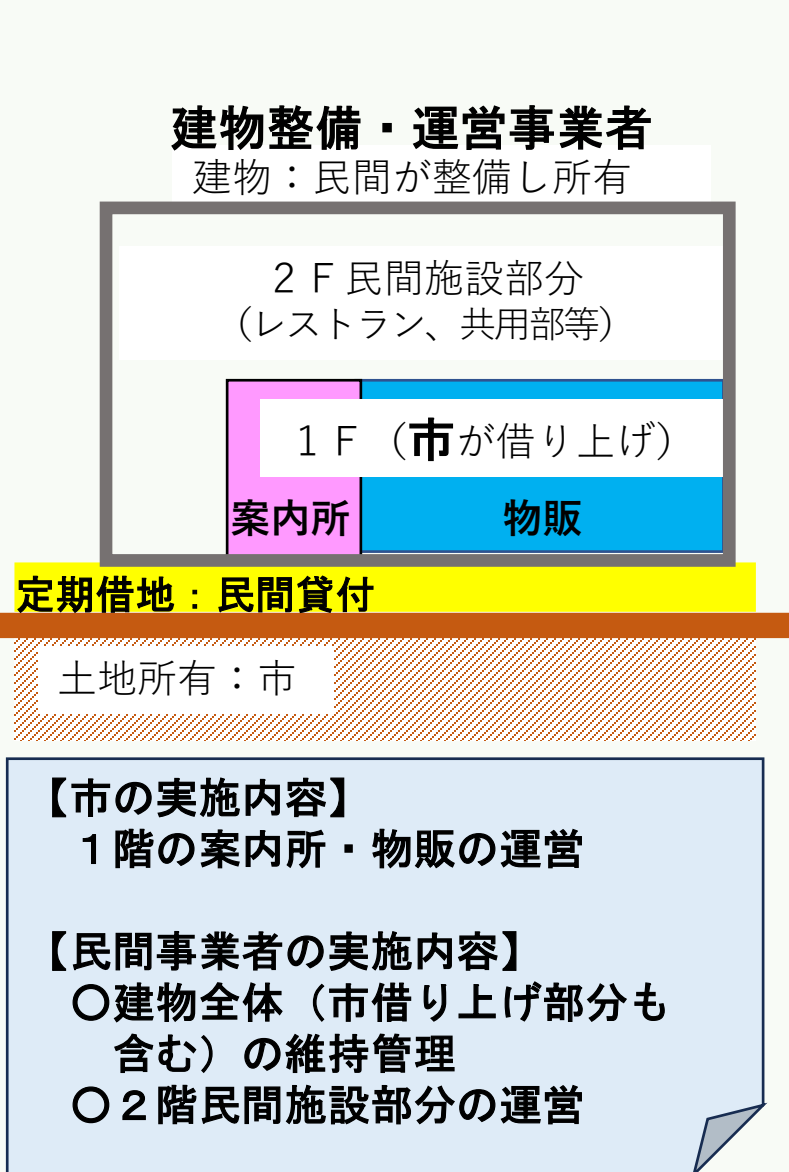 建物整備・運営事業者
建物：民間が整備し所有
２Ｆ民間施設部分
（レストラン、共用部等）
１Ｆ（市が借り上げ）
案内所
物販
定期借地：民間貸付
土地所有：市
【市の実施内容】
１階の案内所・物販の運営
【民間事業者の実施内容】
〇建物全体（市借り上げ部分も
含む）の維持管理
〇２階民間施設部分の運営